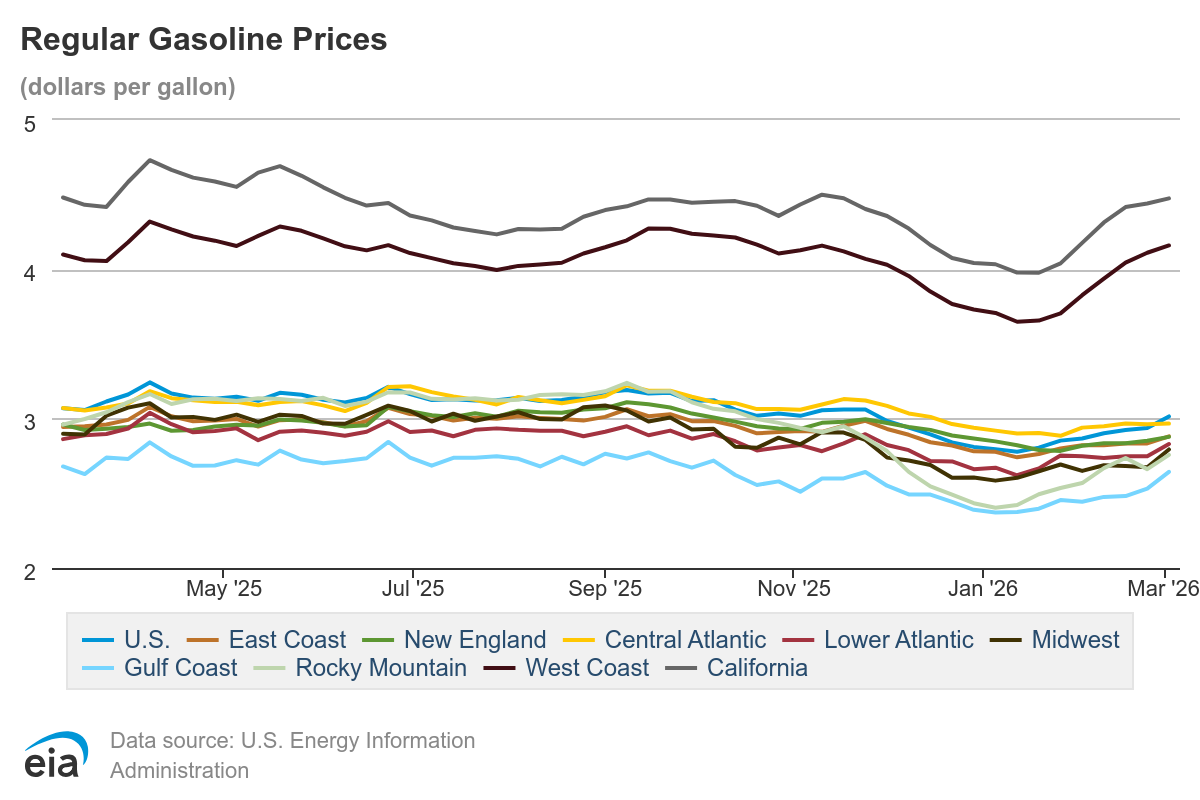 Regular Gasoline Prices
(dollars per gallon)
5
4
3
2
May '25 Jul '25 Sep '25 Nov '25 Jan '26 Mar '26
U.S. East Coast New England Central Atlantic Lower Atlantic Midwest
Gulf Coast Rocky Mountain West Coast California
eia
Data source: U.S. Energy Information
Administration